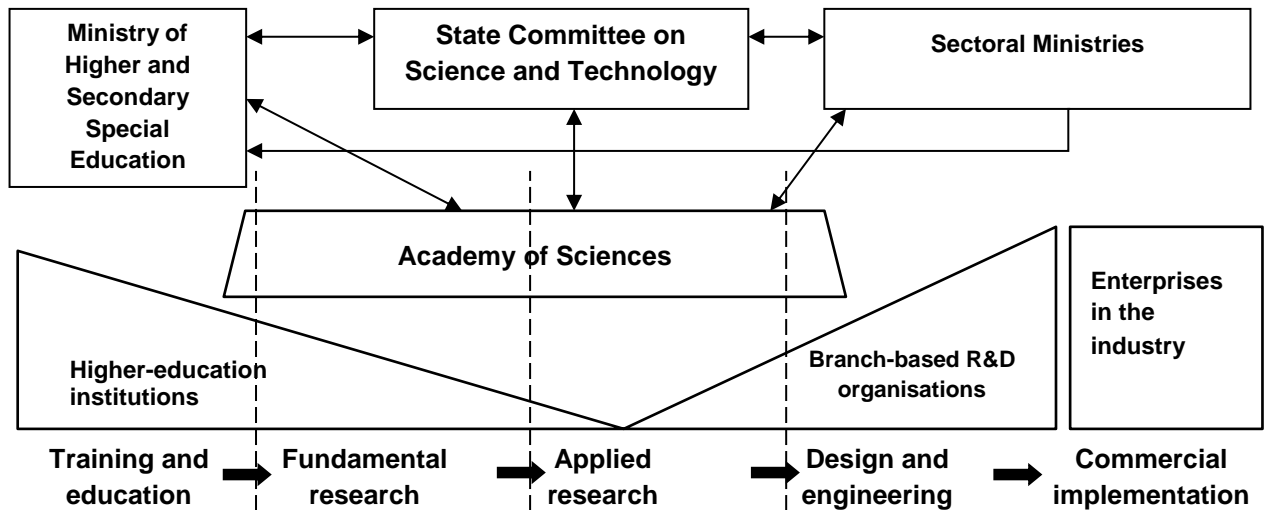 Ministry of
Higher and
Secondary
Special
Education
State Committee on
Science and Technology
Sectoral Ministries
Academy of Sciences
Higher-education
institutions
Branch-based R&D
organisations
Enterprises
in the
industry
Training and
education
Fundamental
research
Applied
research
Design and
engineering
Commercial
implementation